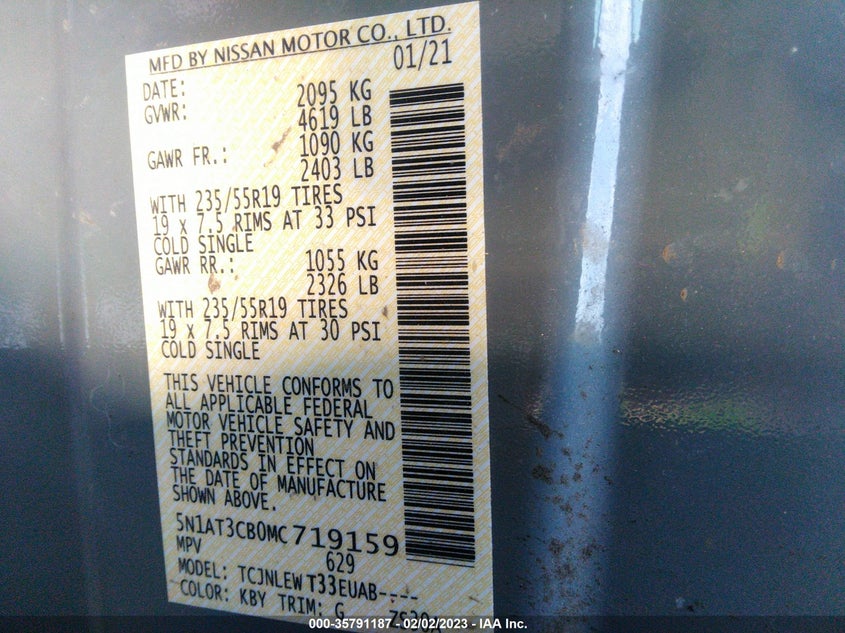 MFD BY NISSAN MOTOR CO., LTD.
DATE: 01/21
GVWR: 2095 KG
4619 LB
GAWR FR.: 1090 KG
2403 LB
WITH 235/55R19 TIRES
19 x 7.5 RIMS AT 33 PSI
COLD SINGLE
GAWR RR.: 1055 KG
2326 LB
WITH 235/55R19 TIRES
19 x 7.5 RIMS AT 30 PSI
COLD SINGLE
THIS VEHICLE CONFORMS TO
ALL APPLICABLE FEDERAL
MOTOR VEHICLE SAFETY AND
THEFT PREVENTION
STANDARDS IN EFFECT ON
THE DATE OF MANUFACTURE
SHOWN ABOVE.
5N1AT3CB0MC719159
MPV 629
MODEL: TCJNLEWT33EUAB----
COLOR: KBY TRIM: G
000-35791187 - 02/02/2023 - IAA Inc.